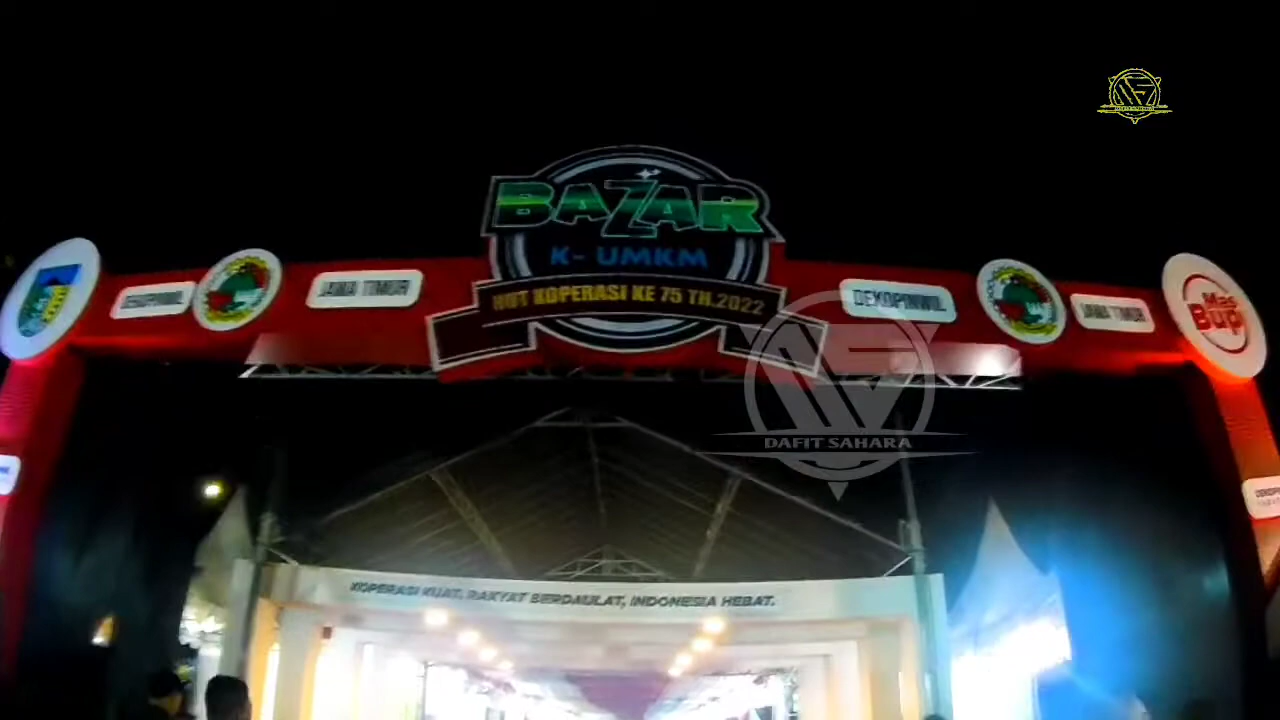 BAZAR
K- UMKM
HUT KOPERASI KE 75 TH.2022
JAWA TIMUR
DEKOPINWIL
JAWA TIMUR
Mas
Bup
DAFIT SAHARA
KOPERASI KUAT, RAKYAT BERDAULAT, INDONESIA HEBAT.